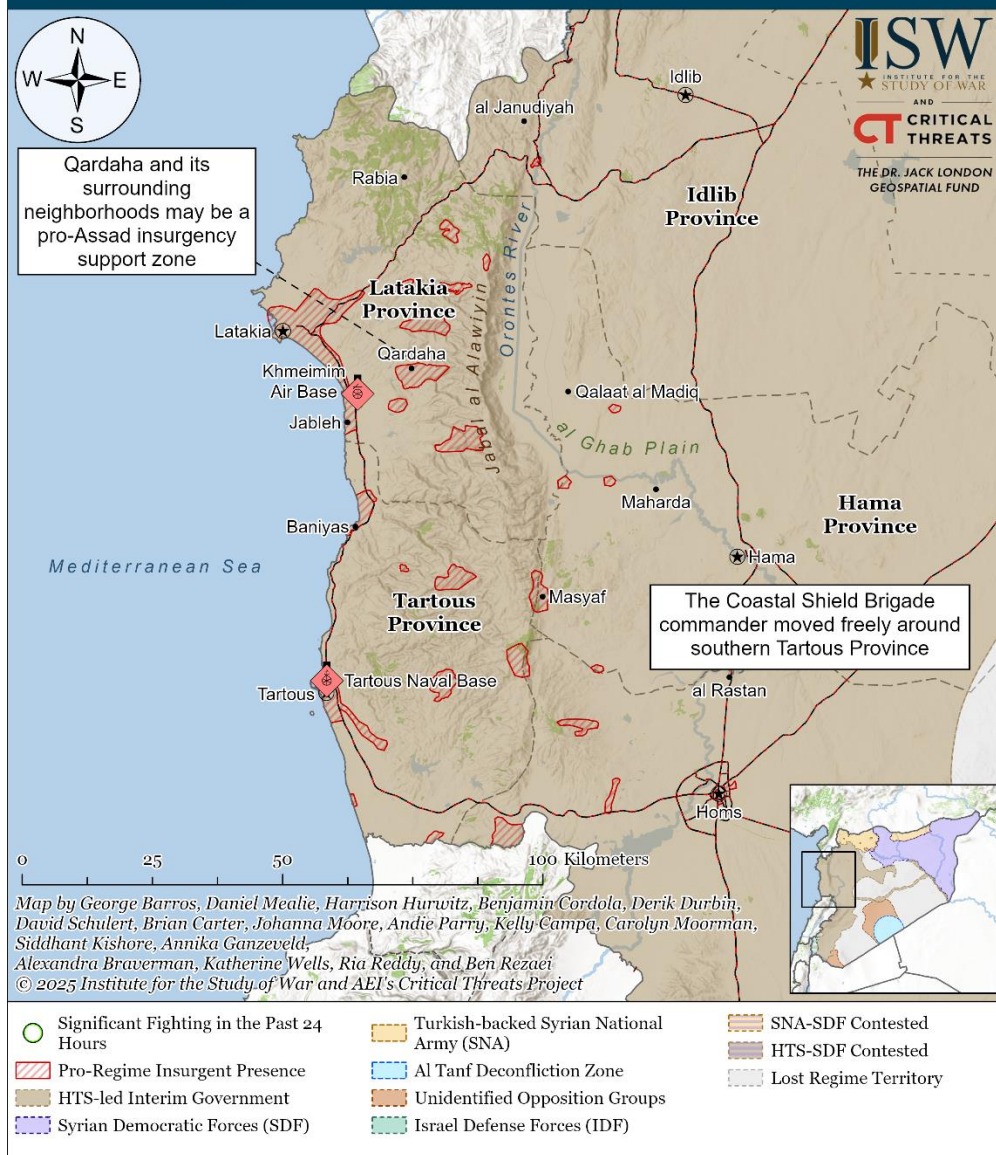 N
W E
S
ISW
INSTITUTE FOR THE
STUDY OF WAR
AND
CT CRITICAL
THREATS
THE DR. JACK LONDON
GEOSPATIAL FUND
Qardaha and its
surrounding
neighborhoods may be a
pro-Assad insurgency
support zone
Idlib
al Janudiyah
Rabia
Idlib
Province
Orontes River
Latakia
Province
Latakia
Jabal al Alawiyin
Qardaha
Khmeimim
Air Base
Qalaat al Madiq
Jableh
al Ghab Plain
Maharda
Hama
Province
Baniyas
Hama
Mediterranean Sea
Masyaf
Tartous
Province
The Coastal Shield Brigade
commander moved freely around
southern Tartous Province
Tartous Naval Base
Tartous
al Rastan
Homs
0 25 50 100 Kilometers
Map by George Barros, Daniel Mealie, Harrison Hurwitz, Benjamin Cordola, Derik Durbin,
David Schulert, Brian Carter, Johanna Moore, Andie Parry, Kelly Campa, Carolyn Moorman,
Siddhant Kishore, Annika Ganzeveld,
Alexandra Braverman, Katherine Wells, Ria Reddy, and Ben Rezaei
© 2025 Institute for the Study of War and AEI's Critical Threats Project
Significant Fighting in the Past 24
Hours
Pro-Regime Insurgent Presence
HTS-led Interim Government
Syrian Democratic Forces (SDF)
Turkish-backed Syrian National
Army (SNA)
Al Tanf Deconfliction Zone
Unidentified Opposition Groups
Israel Defense Forces (IDF)
SNA-SDF Contested
HTS-SDF Contested
Lost Regime Territory